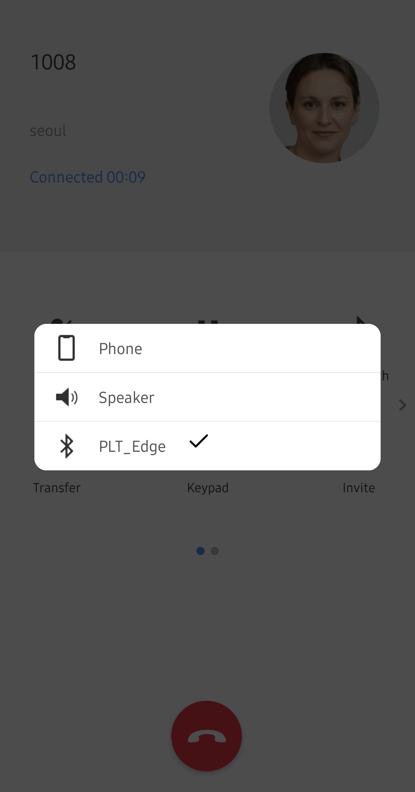 1008
seoul
Connected 00:09
Phone
Speaker
PLT_Edge
Transfer
Keypad
Invite